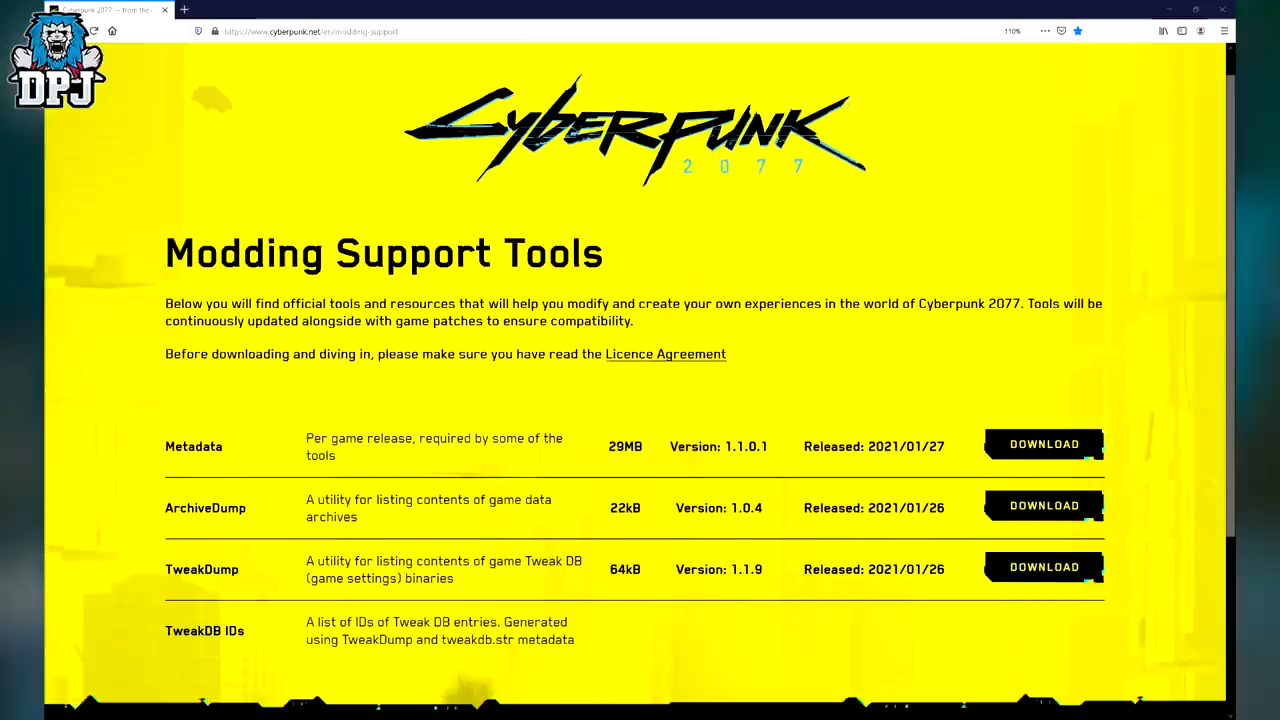 Cyberpunk 2077 — from the
https://www.cyberpunk.net/en/modding-support
110%
DPJ
Cyberpunk
2077
Modding Support Tools
Below you will find official tools and resources that will help you modify and create your own experiences in the world of Cyberpunk 2077. Tools will be
continuously updated alongside with game patches to ensure compatibility.
Before downloading and diving in, please make sure you have read the Licence Agreement
Metadata
Per game release, required by some of the
tools
29MB
Version: 1.1.0.1
Released: 2021/01/27
DOWNLOAD
ArchiveDump
A utility for listing contents of game data
archives
22kB
Version: 1.0.4
Released: 2021/01/26
DOWNLOAD
TweakDump
A utility for listing contents of game Tweak DB
(game settings) binaries
64kB
Version: 1.1.9
Released: 2021/01/26
DOWNLOAD
TweakDB IDs
A list of IDs of Tweak DB entries. Generated
using TweakDump and tweakdb.str metadata